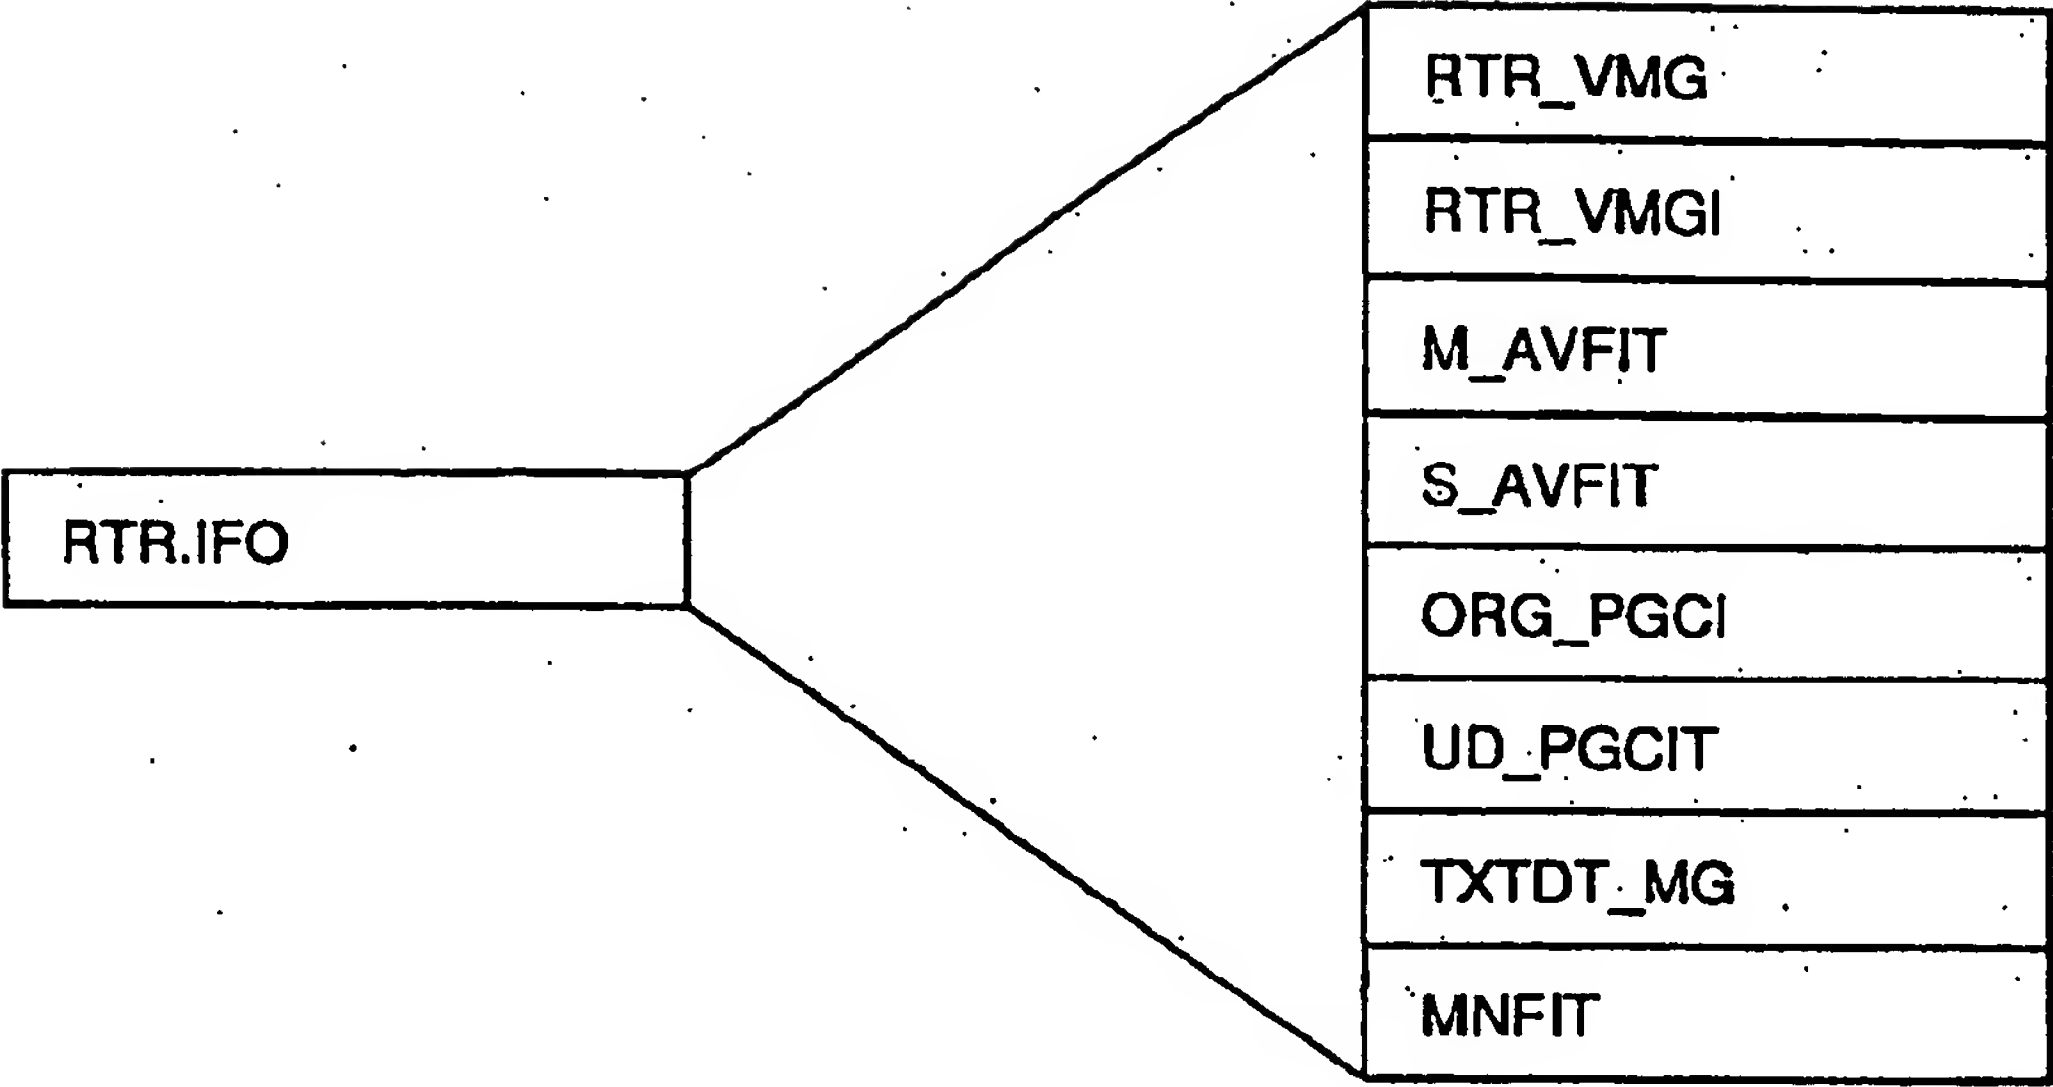 RTR_VMG
RTR_VMGI
M_AVFIT
S_AVFIT
RTR.IFO
ORG_PGCI
UD_PGCIT
TXTDT_MG
MNFIT